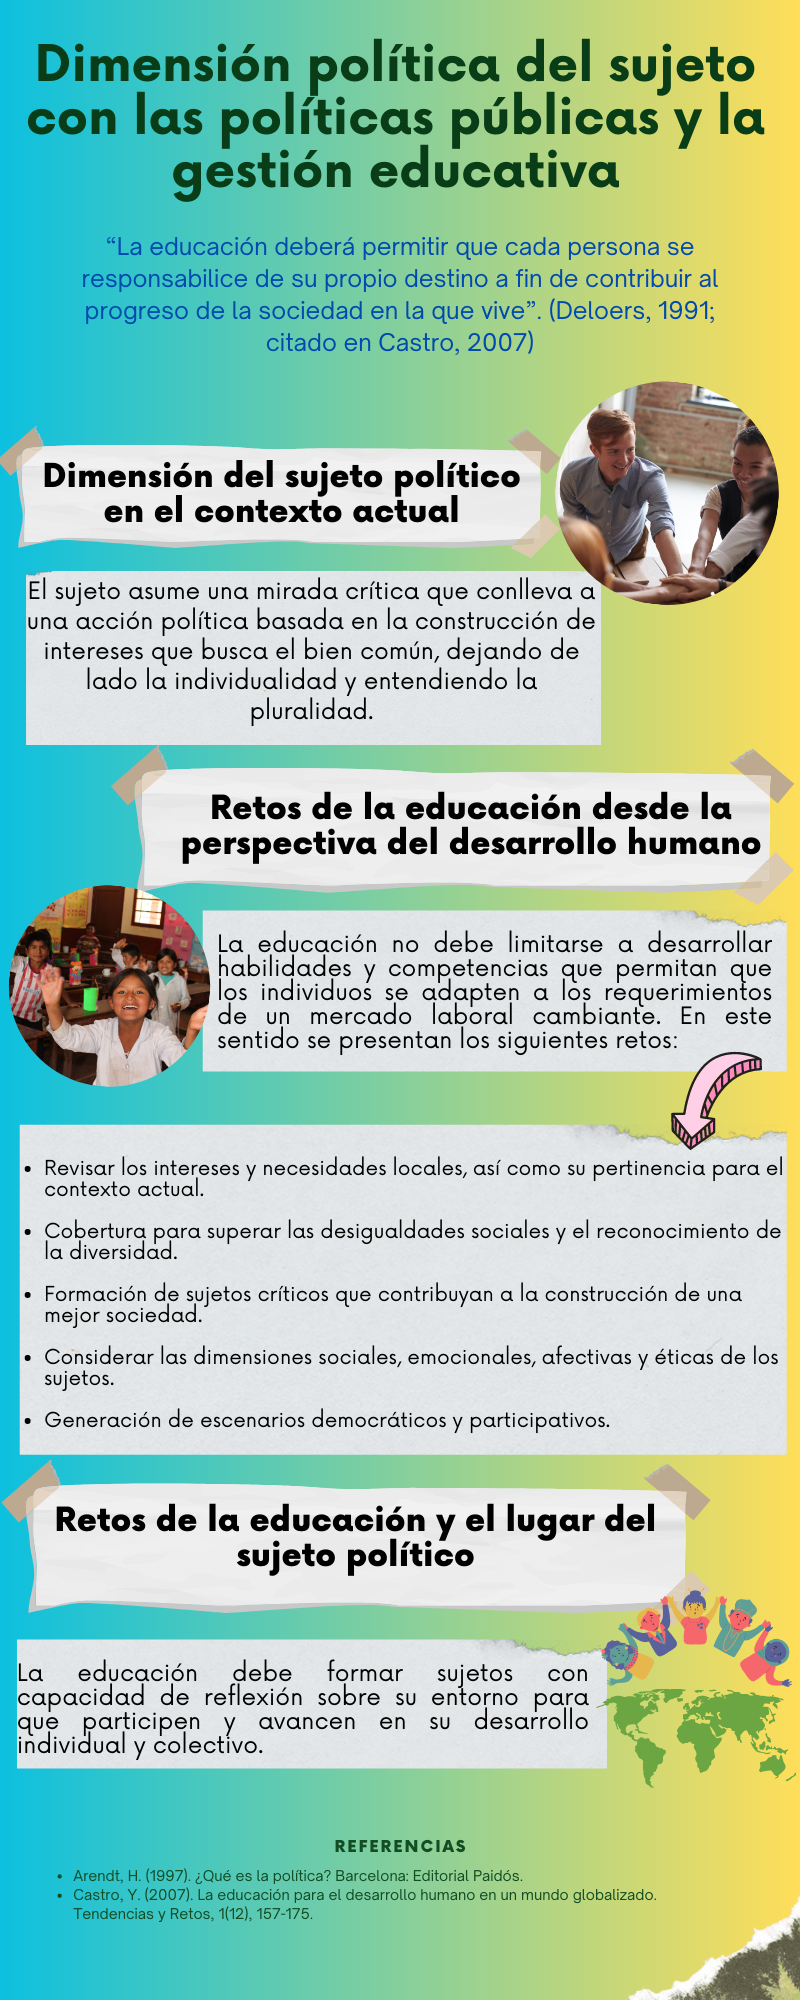 Dimensión política del sujeto
con las políticas públicas y la
gestión educativa
“La educación deberá permitir que cada persona se
responsabilice de su propio destino a fin de contribuir al
progreso de la sociedad en la que vive”. (Deloers, 1991;
citado en Castro, 2007)
Dimensión del sujeto político
en el contexto actual
El sujeto asume una mirada crítica que conlleva a
una acción política basada en la construcción de
intereses que busca el bien común, dejando de
lado la individualidad y entendiendo la
pluralidad.
Retos de la educación desde la
perspectiva del desarrollo humano
La educación no debe limitarse a desarrollar
habilidades y competencias que permitan que
los individuos se adapten a los requerimientos
de un mercado laboral cambiante. En este
sentido se presentan los siguientes retos:
• Revisar los intereses y necesidades locales, así como su pertinencia para el
contexto actual.
• Cobertura para superar las desigualdades sociales y el reconocimiento de
la diversidad.
• Formación de sujetos críticos que contribuyan a la construcción de una
mejor sociedad.
• Considerar las dimensiones sociales, emocionales, afectivas y éticas de los
sujetos.
• Generación de escenarios democráticos y participativos.
Retos de la educación y el lugar del
sujeto político
La educación debe formar sujetos con
capacidad de reflexión sobre su entorno para
que participen y avancen en su desarrollo
individual y colectivo.
REFERENCIAS
• Arendt, H. (1997). ¿Qué es la política? Barcelona: Editorial Paidós.
• Castro, Y. (2007). La educación para el desarrollo humano en un mundo globalizado.
Tendencias y Retos, 1(12), 157-175.